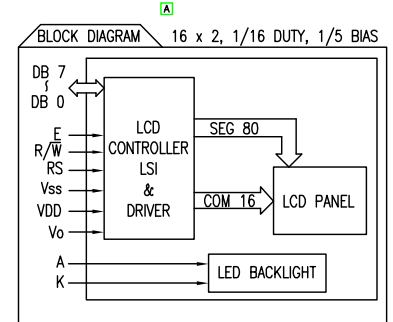 A
BLOCK DIAGRAM 16 x 2, 1/16 DUTY, 1/5 BIAS
DB 7
DB 0
E
R/W̅
RS
Vss
VDD
Vo
A
K
LCD
CONTROLLER
LSI
&
DRIVER
SEG 80
COM 16
LCD PANEL
LED BACKLIGHT